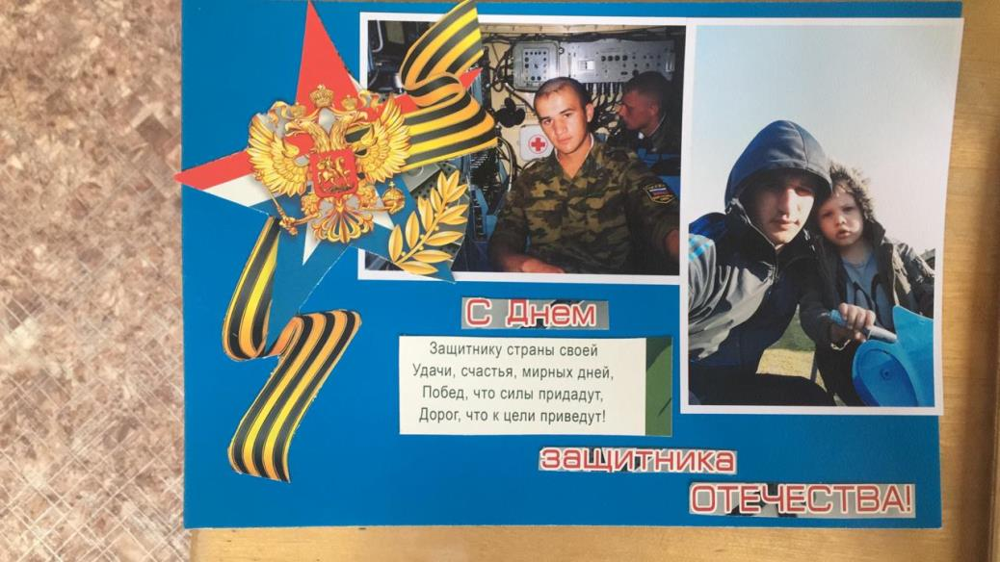 С Днем
Защитнику страны своей
Удачи, счастья, мирных дней,
Побед, что силы придадут,
Дорог, что к цели приведут!
защитника
ОТЕЧЕСТВА!